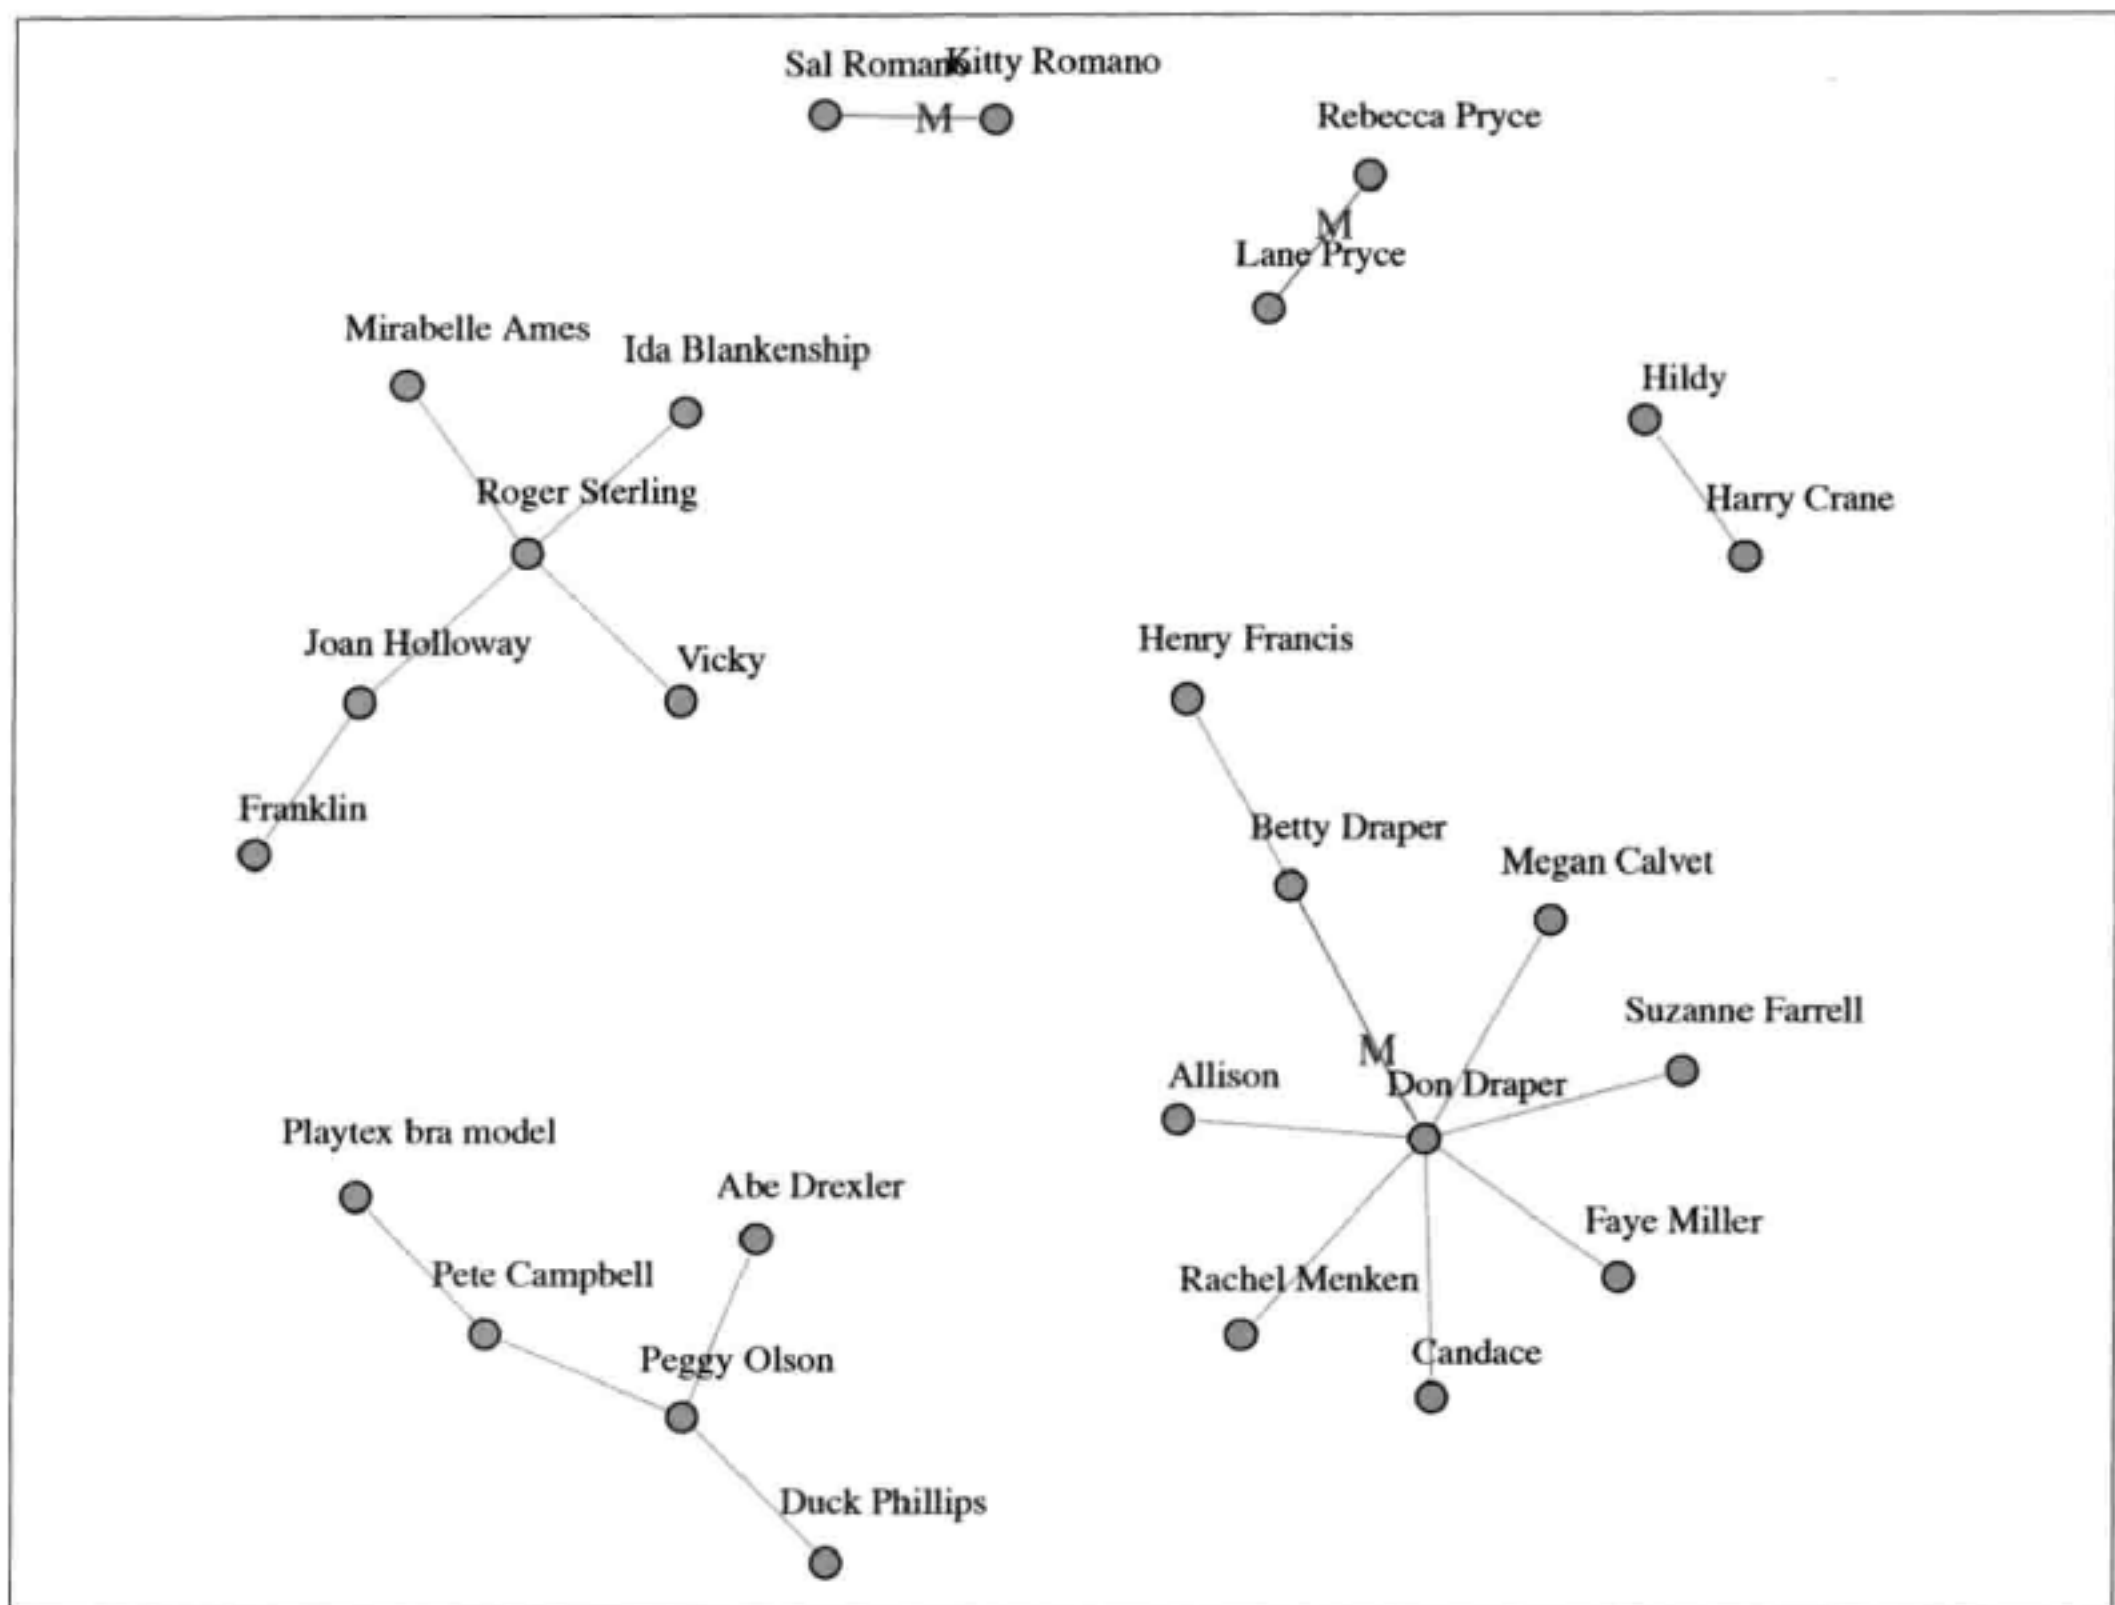 Sal Romano
Kitty Romano
M
Rebecca Pryce
M
Lane Pryce
Mirabelle Ames
Ida Blankenship
Hildy
Roger Sterling
Harry Crane
Joan Holloway
Vicky
Henry Francis
Franklin
Betty Draper
Megan Calvet
Suzanne Farrell
M
Allison
Don Draper
Playtex bra model
Abe Drexler
Faye Miller
Pete Campbell
Rachel Menken
Peggy Olson
Candace
Duck Phillips